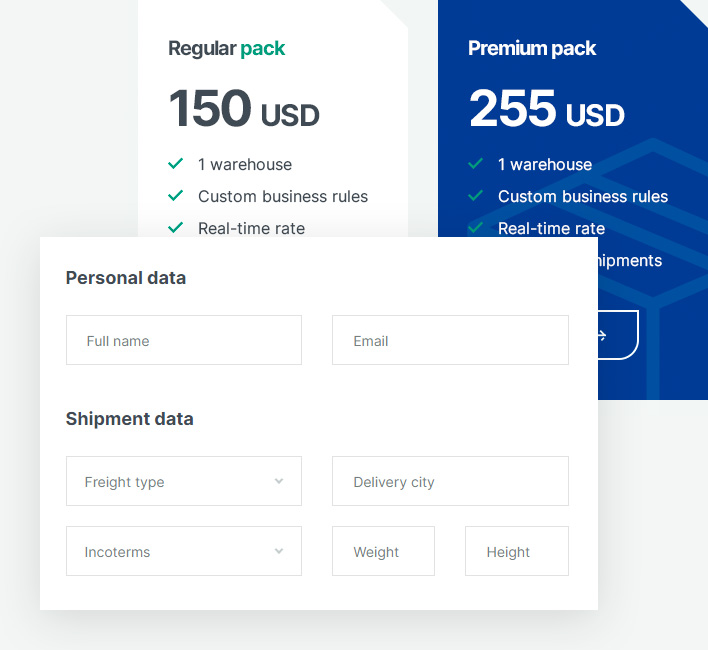 Regular pack
150 USD
1 warehouse
Custom business rules
Real-time rate
Premium pack
255 USD
1 warehouse
Custom business rules
Real-time rate
hipments
Personal data
Full name
Email
Shipment data
Freight type
Delivery city
Incoterms
Weight
Height